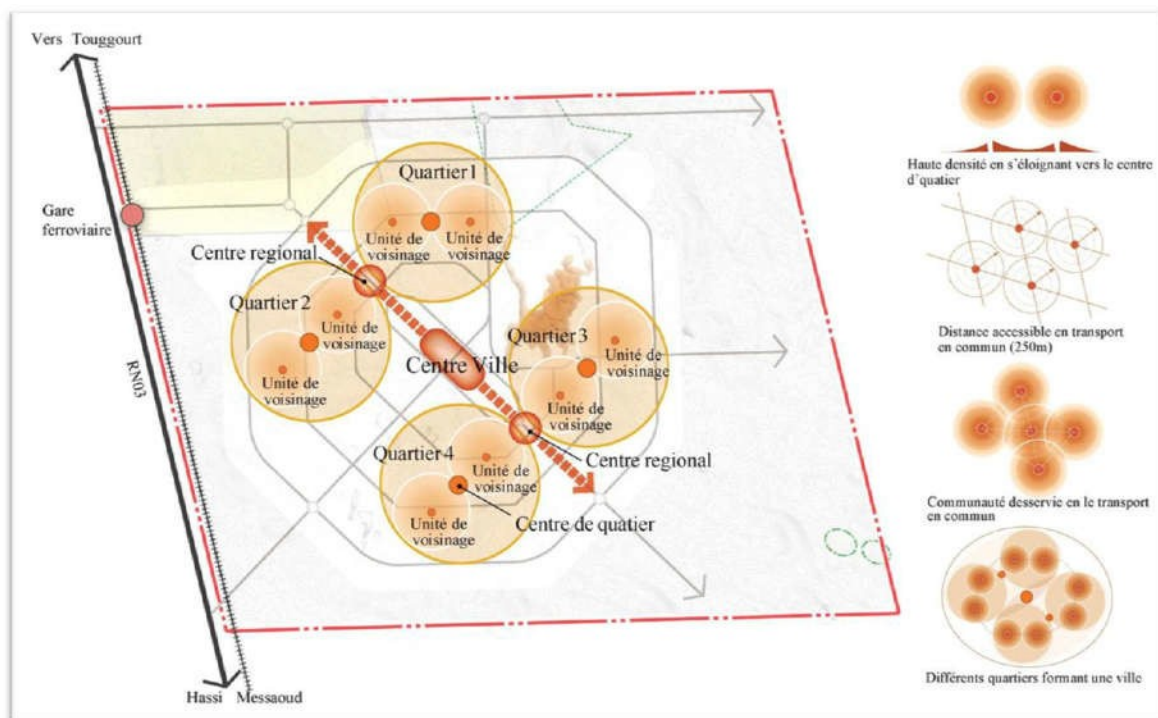 Vers Touggourt
Quartier 1
Gare
ferroviaire
Unité de
voisinage
Unité de
voisinage
Centre regional
Quartier 2
Unité de
voisinage
Unité de
voisinage
Quartier 3
Unité de
voisinage
Unité de
voisinage
Centre Ville
RN03
Quartier 4
Unité de
voisinage
Unité de
voisinage
Centre regional
Centre de quatier
Hassi Messaoud
Haute densité en s'éloignant vers le centre
d'quatier
Distance accessible en transport
en commun (250m)
Communauté desservie en le transport
en commun
Différents quartiers formant une ville